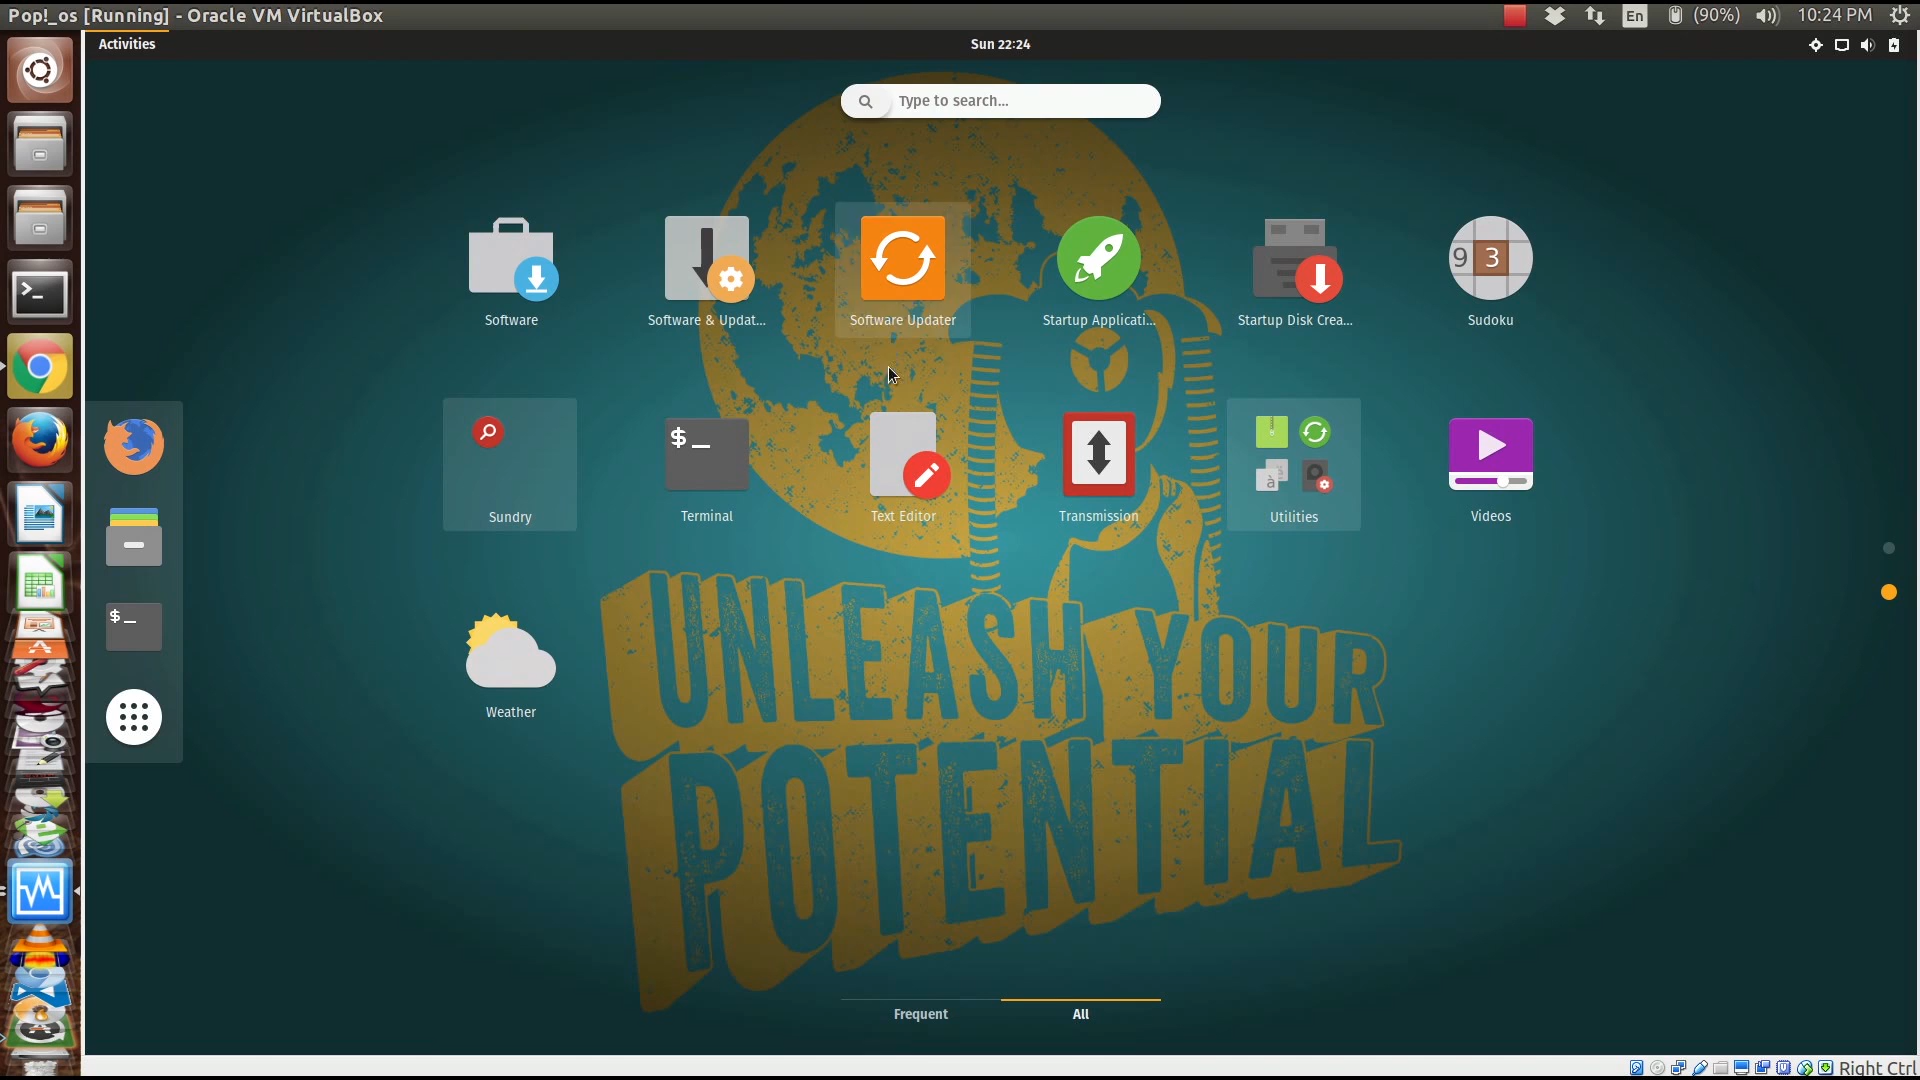 Pop!_os [Running] - Oracle VM VirtualBox
En (90%) 10:24 PM
Activities
Sun 22:24
Type to search...
Software
Software & Updat...
Software Updater
Startup Applicati...
Startup Disk Crea...
9 3
Sudoku
>_
$ _
Sundry
Terminal
Text Editor
Transmission
à
Utilities
Videos
$ _
Weather
UNLEASH YOUR
POTENTIAL
Frequent
All
Right Ctrl